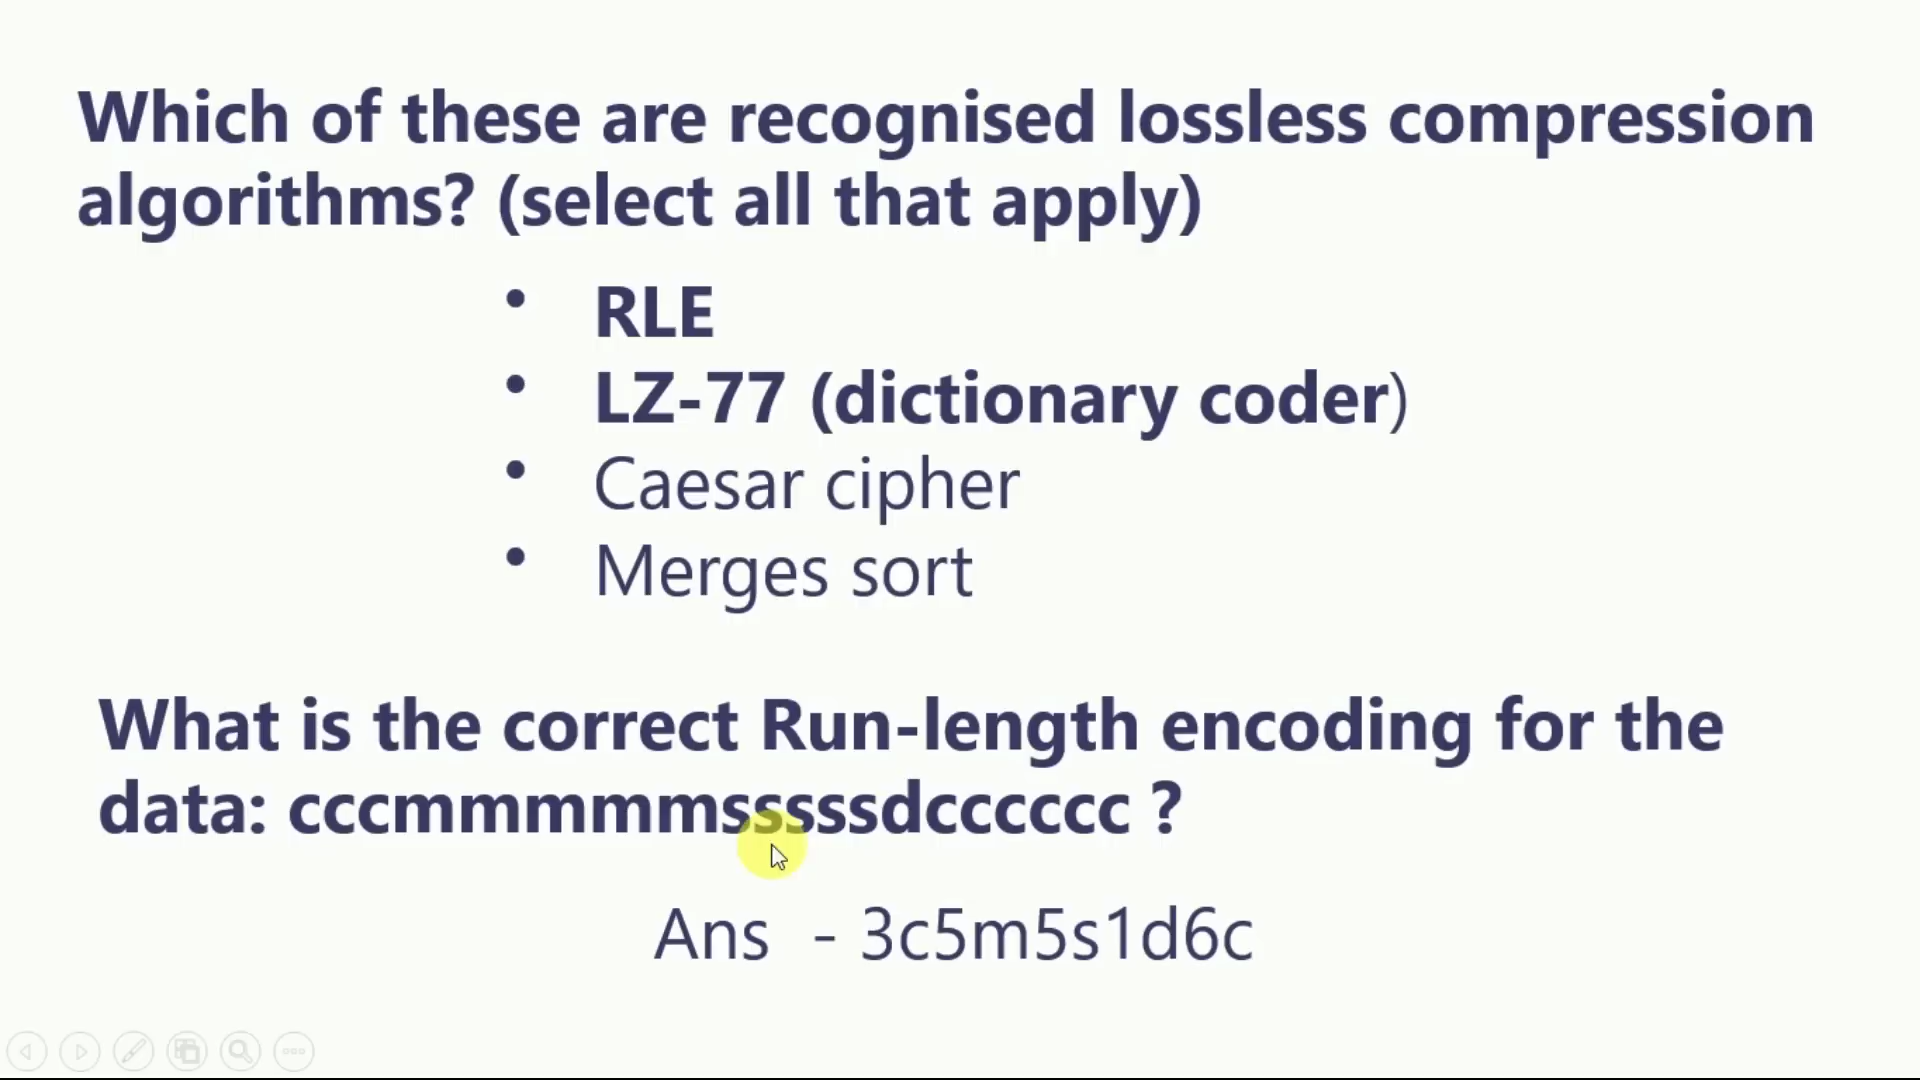 Which of these are recognised lossless compression
algorithms? (select all that apply)
• RLE
• LZ-77 (dictionary coder)
• Caesar cipher
• Merges sort
What is the correct Run-length encoding for the
data: cccmmmmmsssssdcccccc ?
Ans - 3c5m5s1d6c